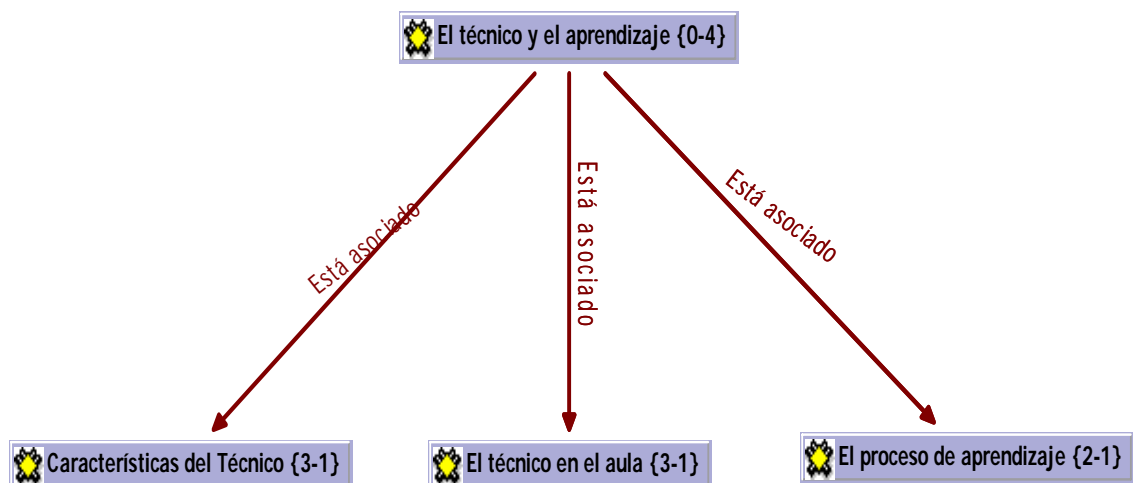 El técnico y el aprendizaje {0-4}
Está asociado
Está asociado
Está asociado
Características del Técnico {3-1}
El técnico en el aula {3-1}
El proceso de aprendizaje {2-1}